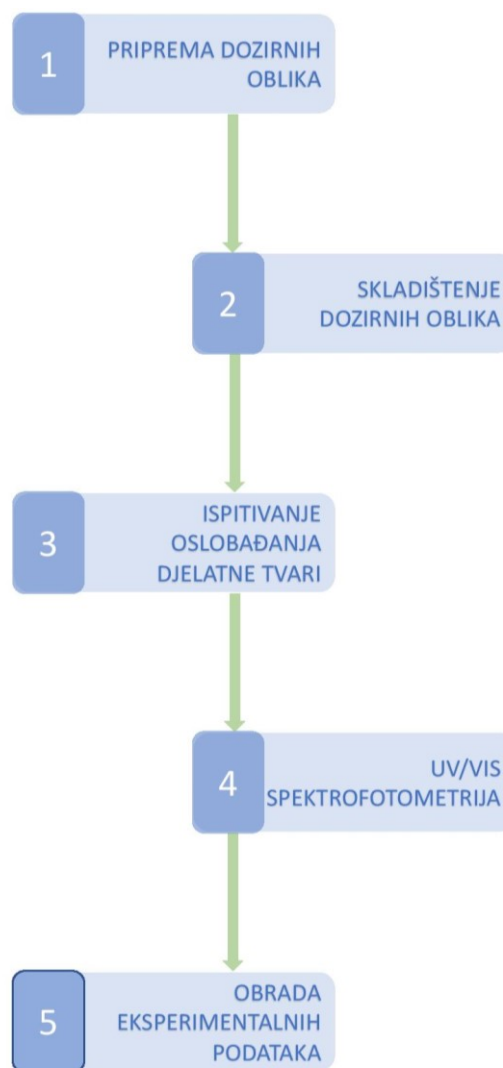 1
PRIPREMA DOZIRNIH
OBLIKA
2
SKLADIŠTENJE
DOZIRNIH OBLIKA
3
ISPITIVANJE
OSLOBAĐANJA
DJELATNE TVARI
4
UV/VIS
SPEKTROFOTOMETRIJA
5
OBRADA
EKSPERIMENTALNIH
PODATAKA